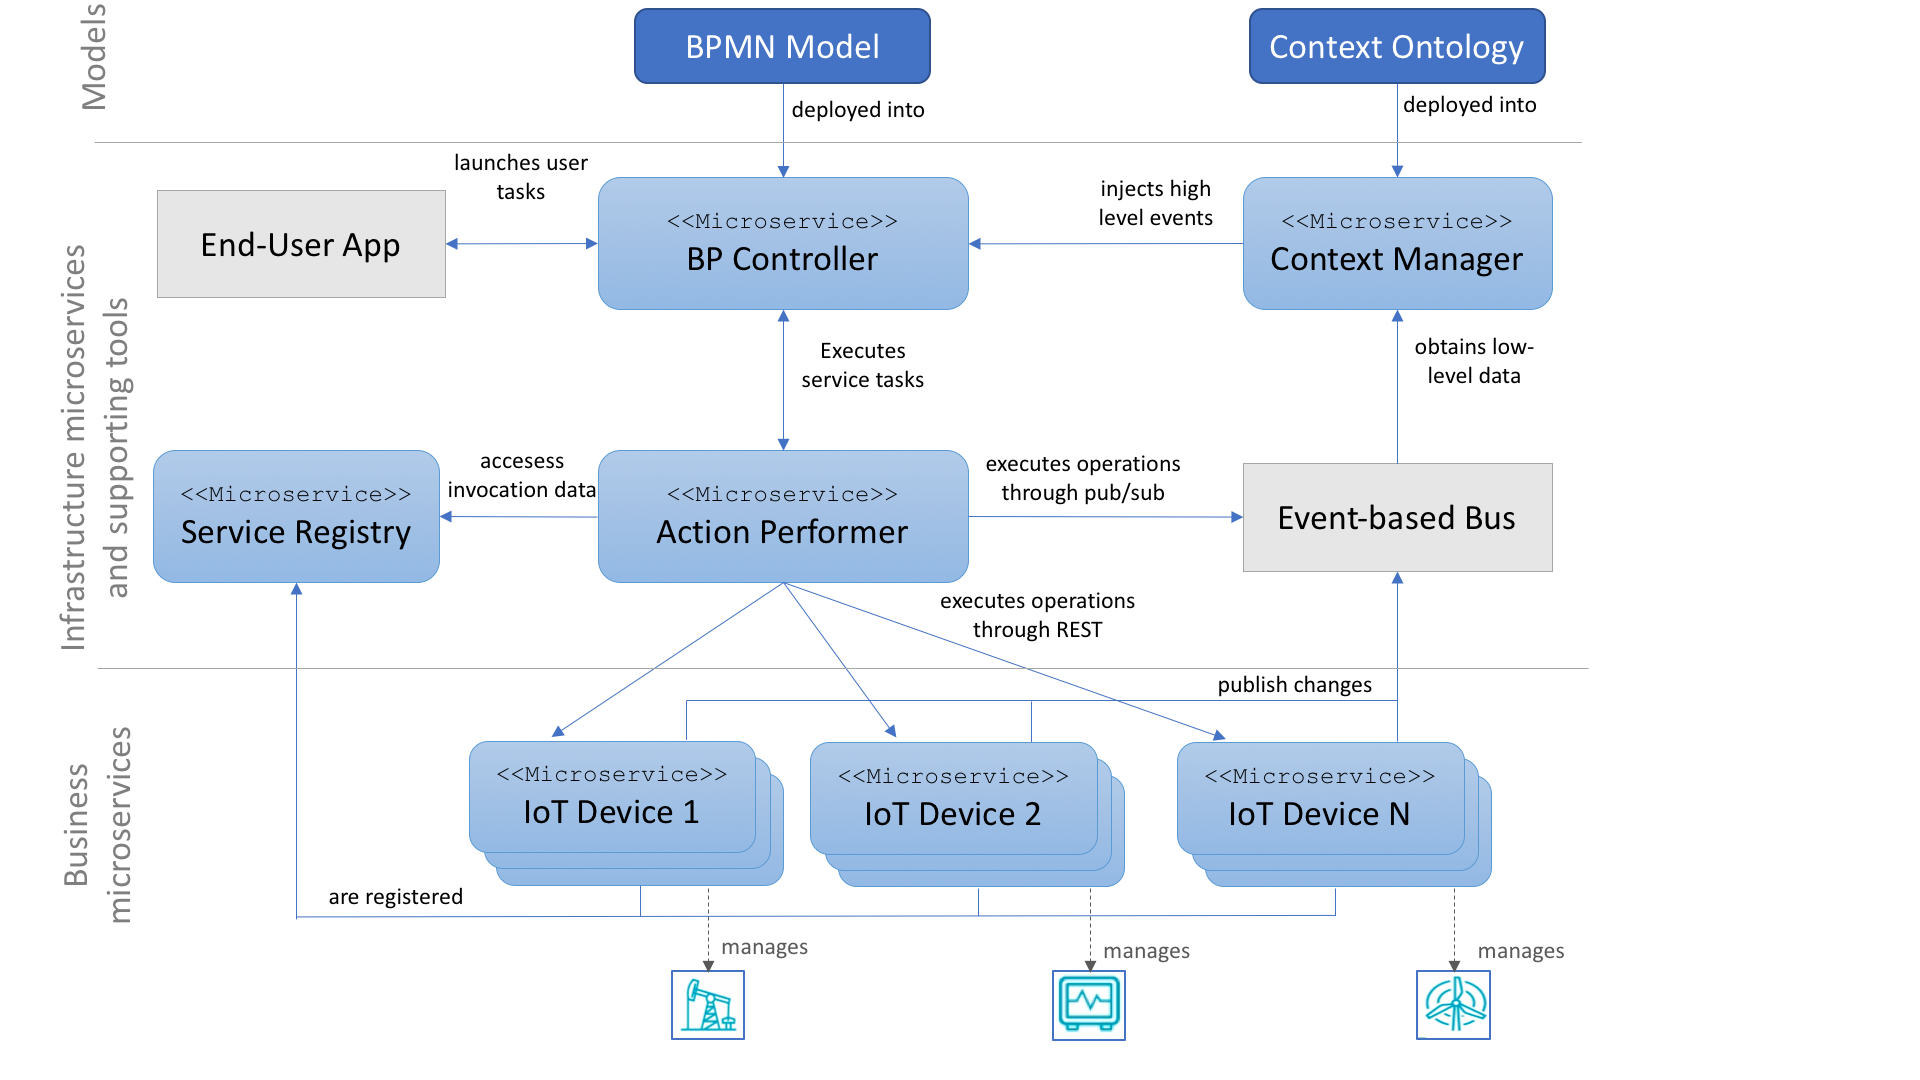 Models
BPMN Model
Context Ontology
deployed into
deployed into
Infrastructure microservices
and supporting tools
launches user
tasks
End-User App
<<Microservice>>
BP Controller
injects high
level events
<<Microservice>>
Context Manager
Executes
service tasks
obtains low-
level data
<<Microservice>>
Service Registry
accesess
invocation data
<<Microservice>>
Action Performer
executes operations
through pub/sub
Event-based Bus
executes operations
through REST
Business
microservices
publish changes
<<Microservice>>
IoT Device 1
<<Microservice>>
IoT Device 2
<<Microservice>>
IoT Device N
are registered
manages
manages
manages